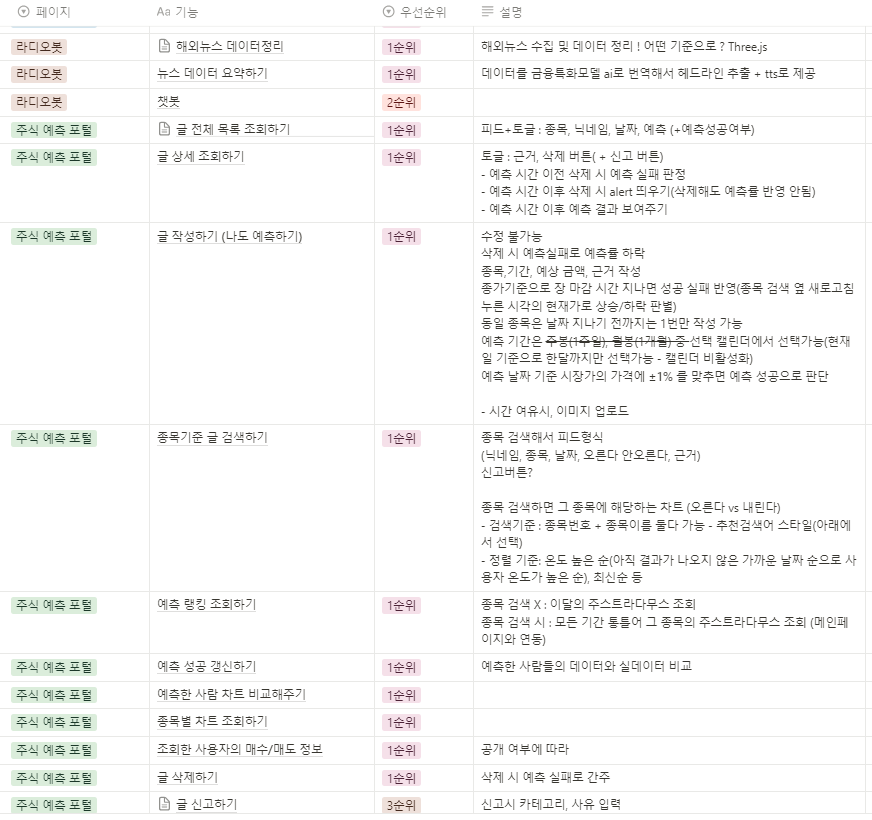 페이지 Aa 기능 우선순위 설명
라디오봇 해외뉴스 데이터정리 1순위 해외뉴스 수집 및 데이터 정리 ! 어떤 기준으로 ? Three.js
라디오봇 뉴스 데이터 요약하기 1순위 데이터를 금융특화모델 ai로 번역해서 헤드라인 추출 + tts로 제공
라디오봇 챗봇 2순위
주식 예측 포털 글 전체 목록 조회하기 1순위 피드+토글 : 종목, 닉네임, 날짜, 예측 (+예측성공여부)
주식 예측 포털 글 상세 조회하기 1순위 토글 : 근거, 삭제 버튼( + 신고 버튼)
- 예측 시간 이전 삭제 시 예측 실패 판정
- 예측 시간 이후 삭제 시 alert 띄우기(삭제해도 예측률 반영 안됨)
- 예측 시간 이후 예측 결과 보여주기
주식 예측 포털 글 작성하기 (나도 예측하기) 1순위 수정 불가능
삭제 시 예측실패로 예측률 하락
종목,기간, 예상 금액, 근거 작성
종가기준으로 장 마감 시간 지나면 성공 실패 반영(종목 검색 옆 새로고침
누른 시각의 현재가로 상승/하락 판별)
동일 종목은 날짜 지나기 전까지는 1번만 작성 가능
예측 기간은 주봉(1주일), 월봉(1개월) 중 선택 캘린더에서 선택가능(현재
일 기준으로 한달까지만 선택가능 - 캘린더 비활성화)
예측 날짜 기준 시장가의 가격에 ±1% 를 맞추면 예측 성공으로 판단
- 시간 여유시, 이미지 업로드
주식 예측 포털 종목기준 글 검색하기 1순위 종목 검색해서 피드형식
(닉네임, 종목, 날짜, 오른다 안오른다, 근거)
신고버튼?
종목 검색하면 그 종목에 해당하는 차트 (오른다 vs 내린다)
- 검색기준 : 종목번호 + 종목이름 둘다 가능 - 추천검색어 스타일(아래에
서 선택)
- 정렬 기준: 온도 높은 순(아직 결과가 나오지 않은 가까운 날짜 순으로 사
용자 온도가 높은 순), 최신순 등
주식 예측 포털 예측 랭킹 조회하기 1순위 종목 검색 X : 이달의 주스트라다무스 조회
종목 검색 시 : 모든 기간 통틀어 그 종목의 주스트라다무스 조회 (메인페
이지와 연동)
주식 예측 포털 예측 성공 갱신하기 1순위 예측한 사람들의 데이터와 실데이터 비교
주식 예측 포털 예측한 사람 차트 비교해주기 1순위
주식 예측 포털 종목별 차트 조회하기 1순위
주식 예측 포털 조회한 사용자의 매수/매도 정보 1순위 공개 여부에 따라
주식 예측 포털 글 삭제하기 1순위 삭제 시 예측 실패로 간주
주식 예측 포털 글 신고하기 3순위 신고시 카테고리, 사유 입력